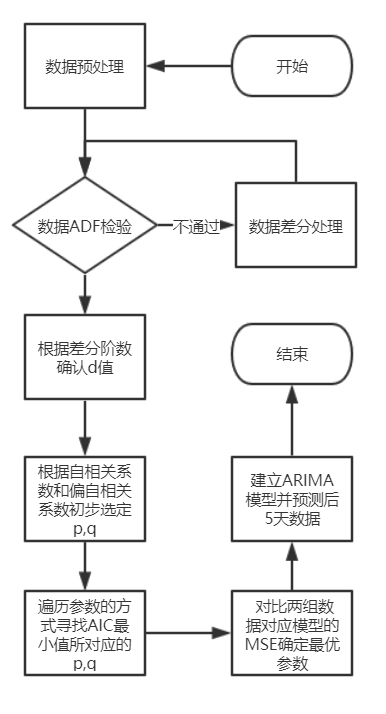 开始
数据预处理
数据ADF检验
不通过
数据差分处理
根据差分阶数
确认d值
根据自相关系
数和偏自相关
系数初步选定
p,q
遍历参数的方
式寻找AIC最
小值所对应的
p,q
对比两组数
据对应模型的
MSE确定最优
参数
建立ARIMA
模型并预测后
5天数据
结束